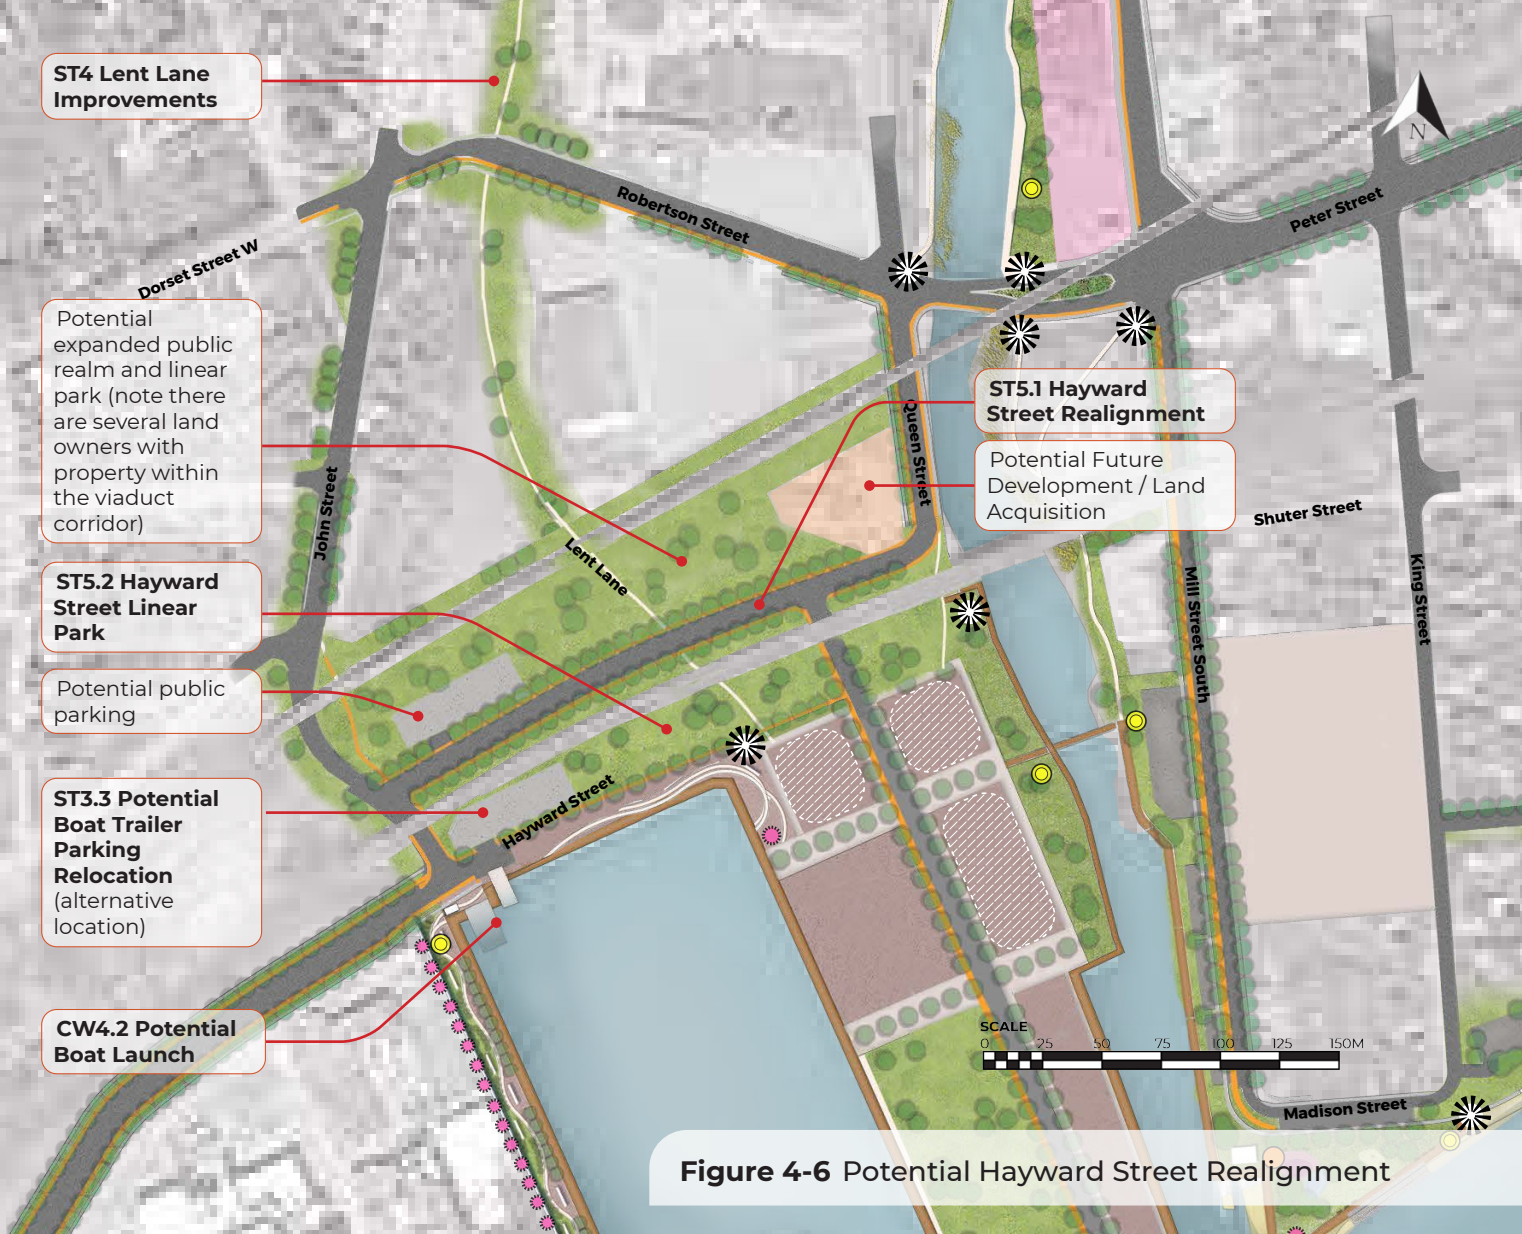 ST4 Lent Lane
Improvements
N
Robertson Street
Peter Street
Dorset Street W
Potential
expanded public
realm and linear
park (note there
are several land
owners with
property within
the viaduct
corridor)
ST5.1 Hayward
Street Realignment
Queen Street
Potential Future
Development / Land
Acquisition
John Street
Shuter Street
Lent Lane
ST5.2 Hayward
Street Linear
Park
Mill Street South
King Street
Potential public
parking
ST3.3 Potential
Boat Trailer
Parking
Relocation
(alternative
location)
Hayward Street
CW4.2 Potential
Boat Launch
SCALE
0 25 50 75 100 125 150M
Madison Street
Figure 4-6 Potential Hayward Street Realignment